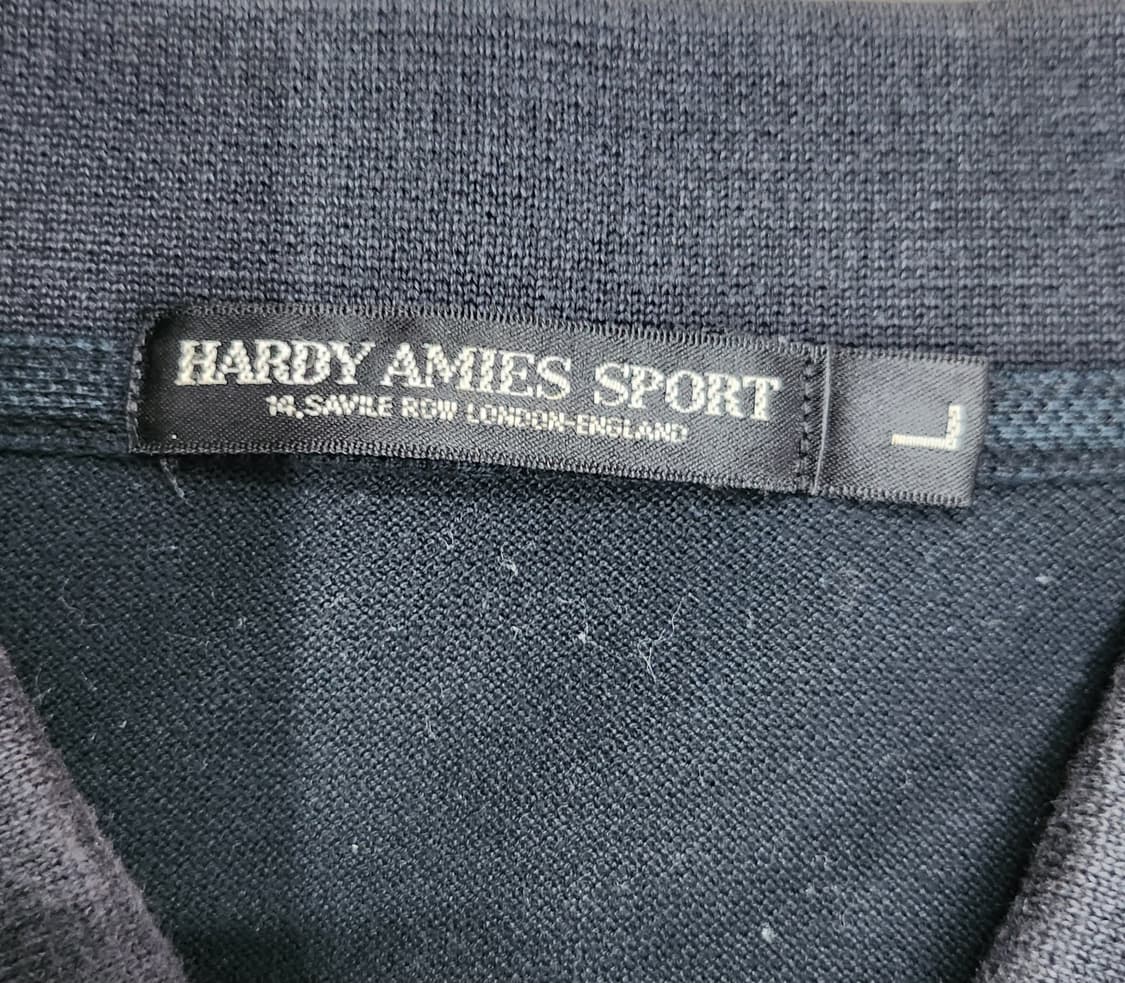 HARDY AMIES SPORT
14, SAVILE ROW LONDON-ENGLAND
L